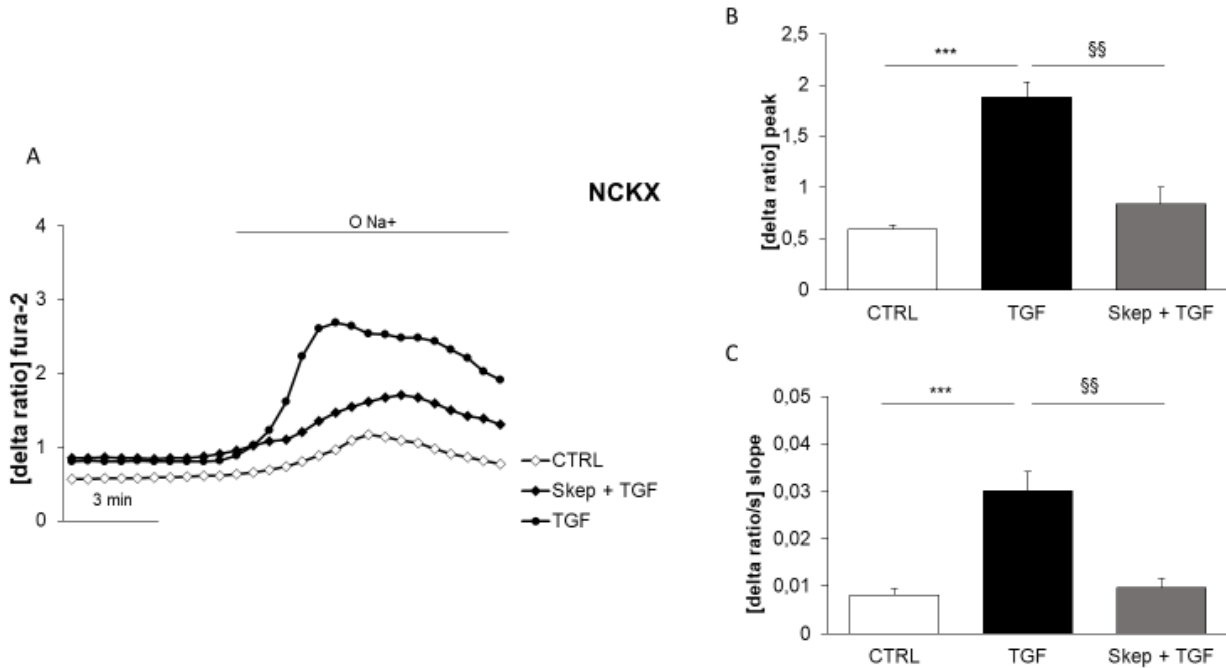 A
NCKX
O Na+
[delta ratio] fura-2
4
3
2
1
0
3 min
CTRL
Skep + TGF
TGF
B
[delta ratio] peak
2,5
2
1,5
1
0,5
0
***
§§
CTRL
TGF
Skep + TGF
C
[delta ratio/s] slope
0,05
0,04
0,03
0,02
0,01
0
***
§§
CTRL
TGF
Skep + TGF